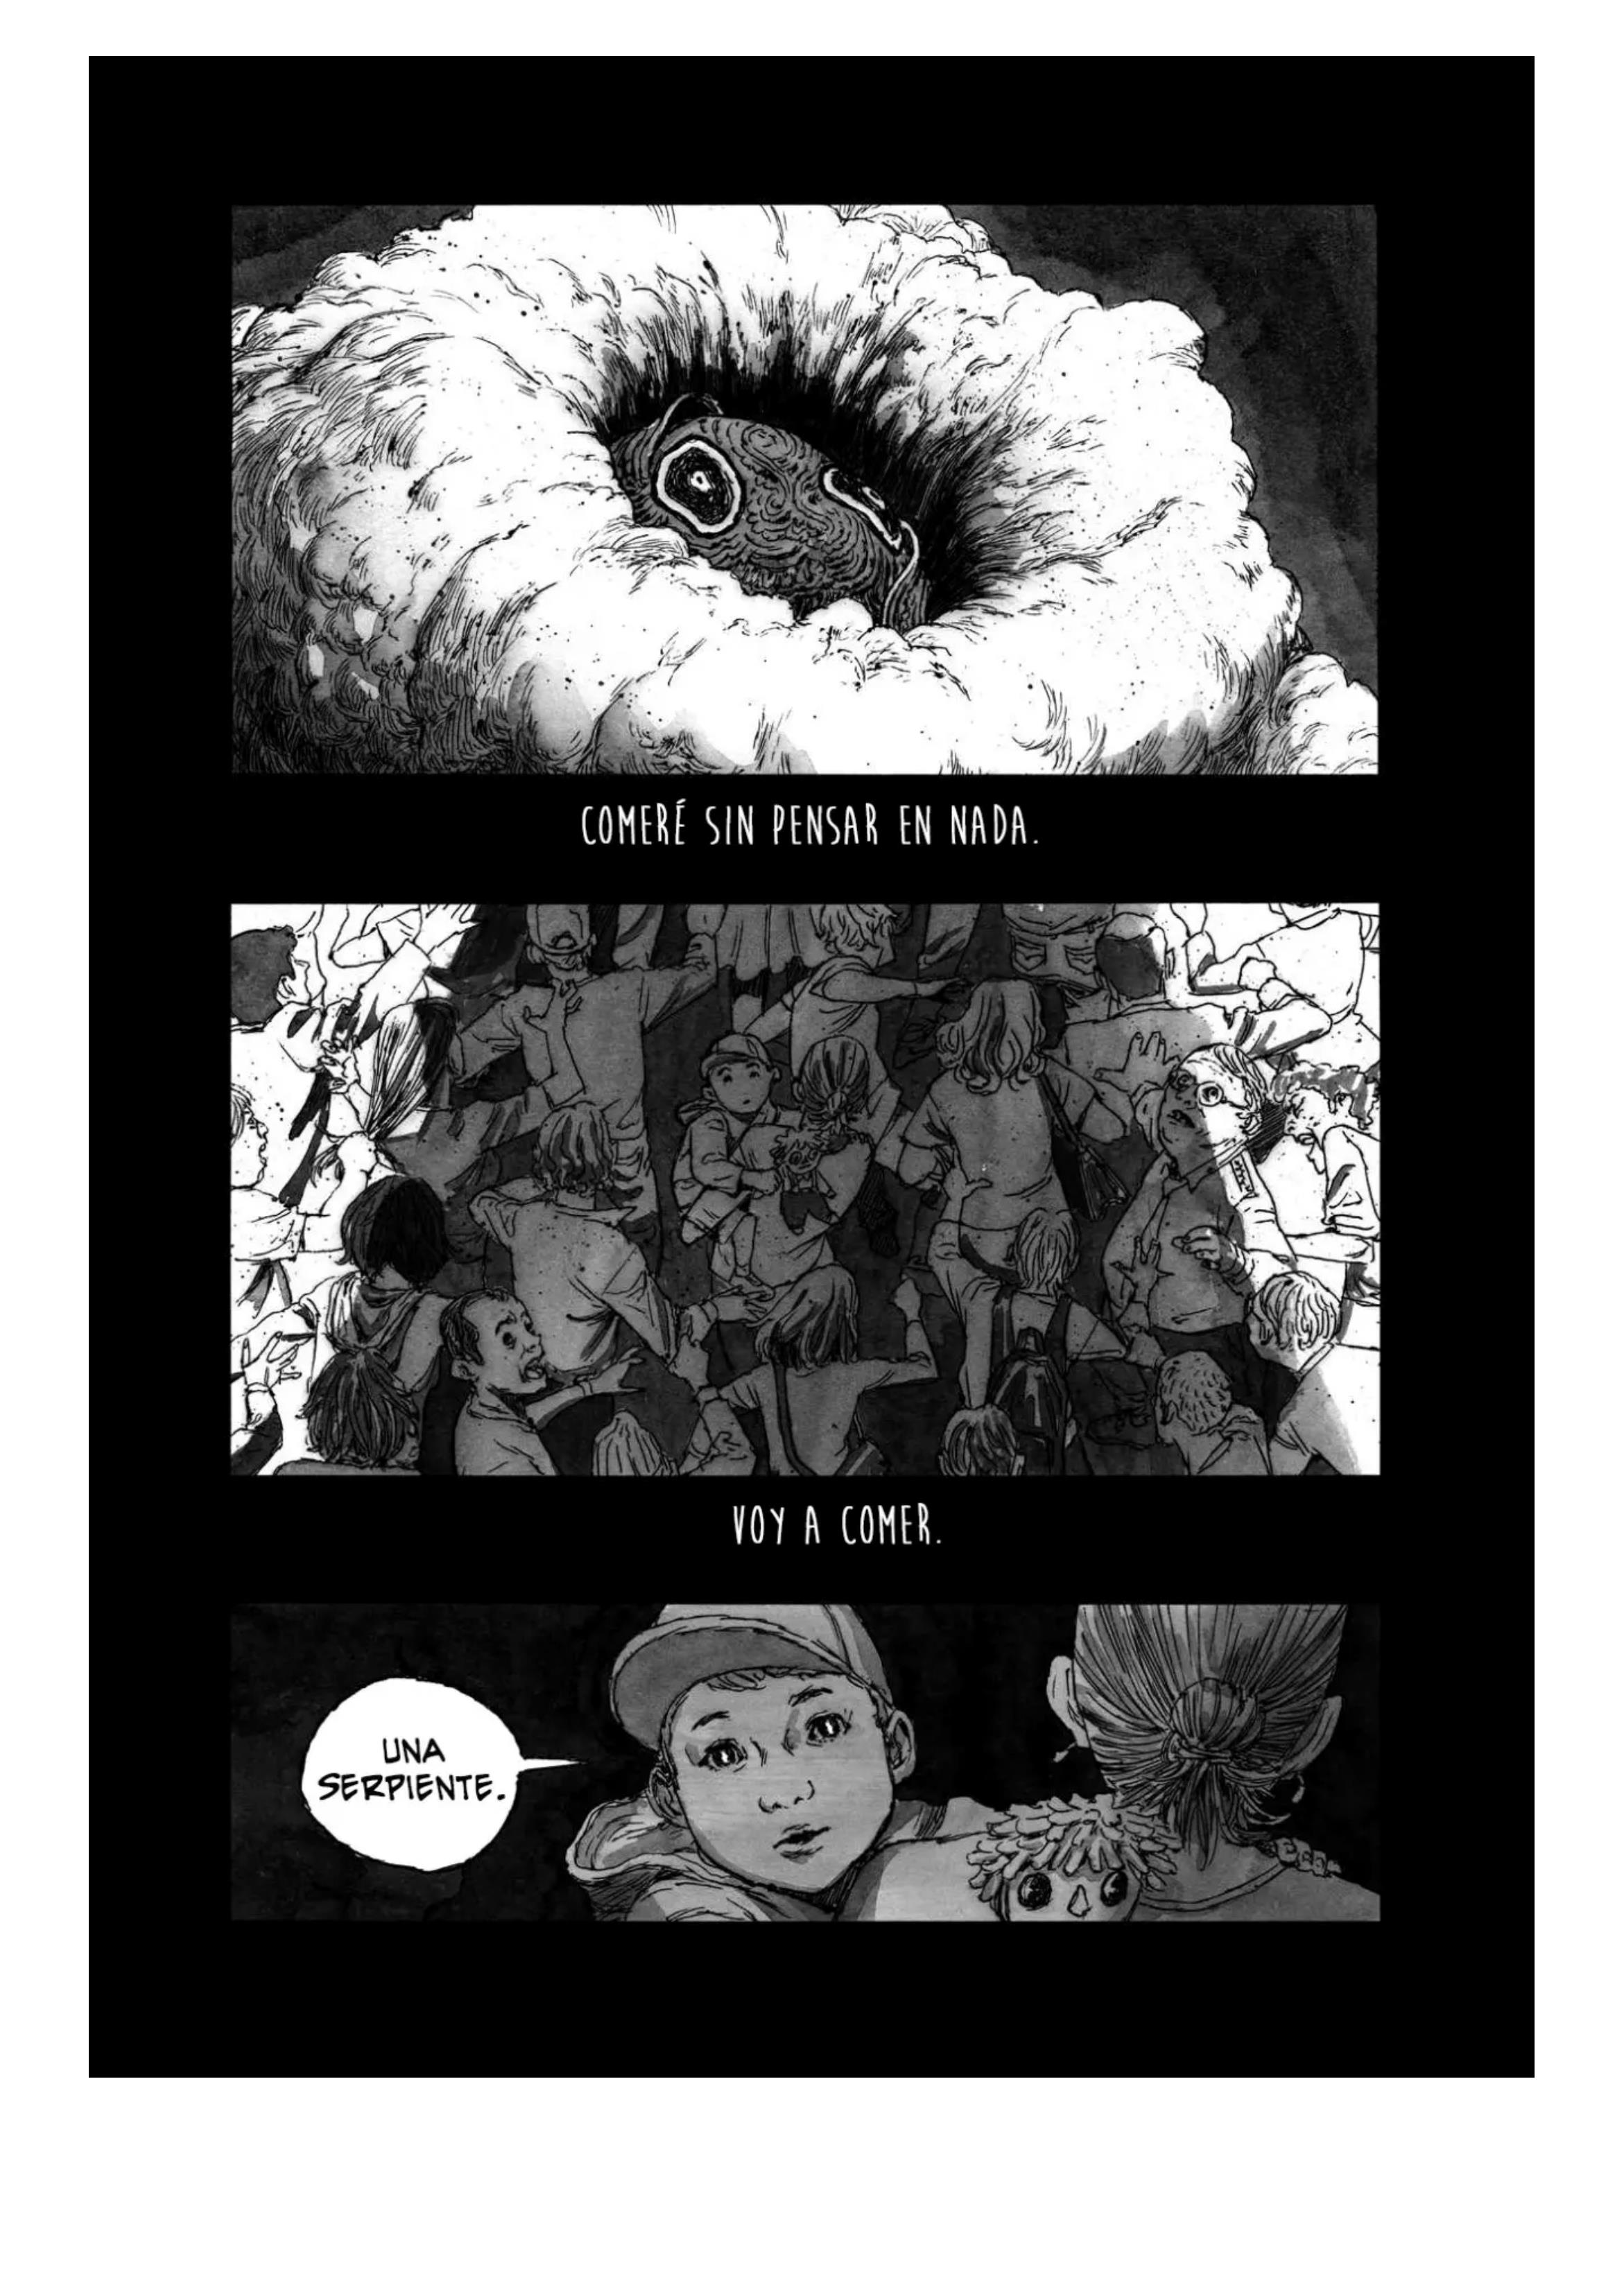 COMERÉ SIN PENSAR EN NADA.
VOY A COMER.
UNA
SERPIENTE.